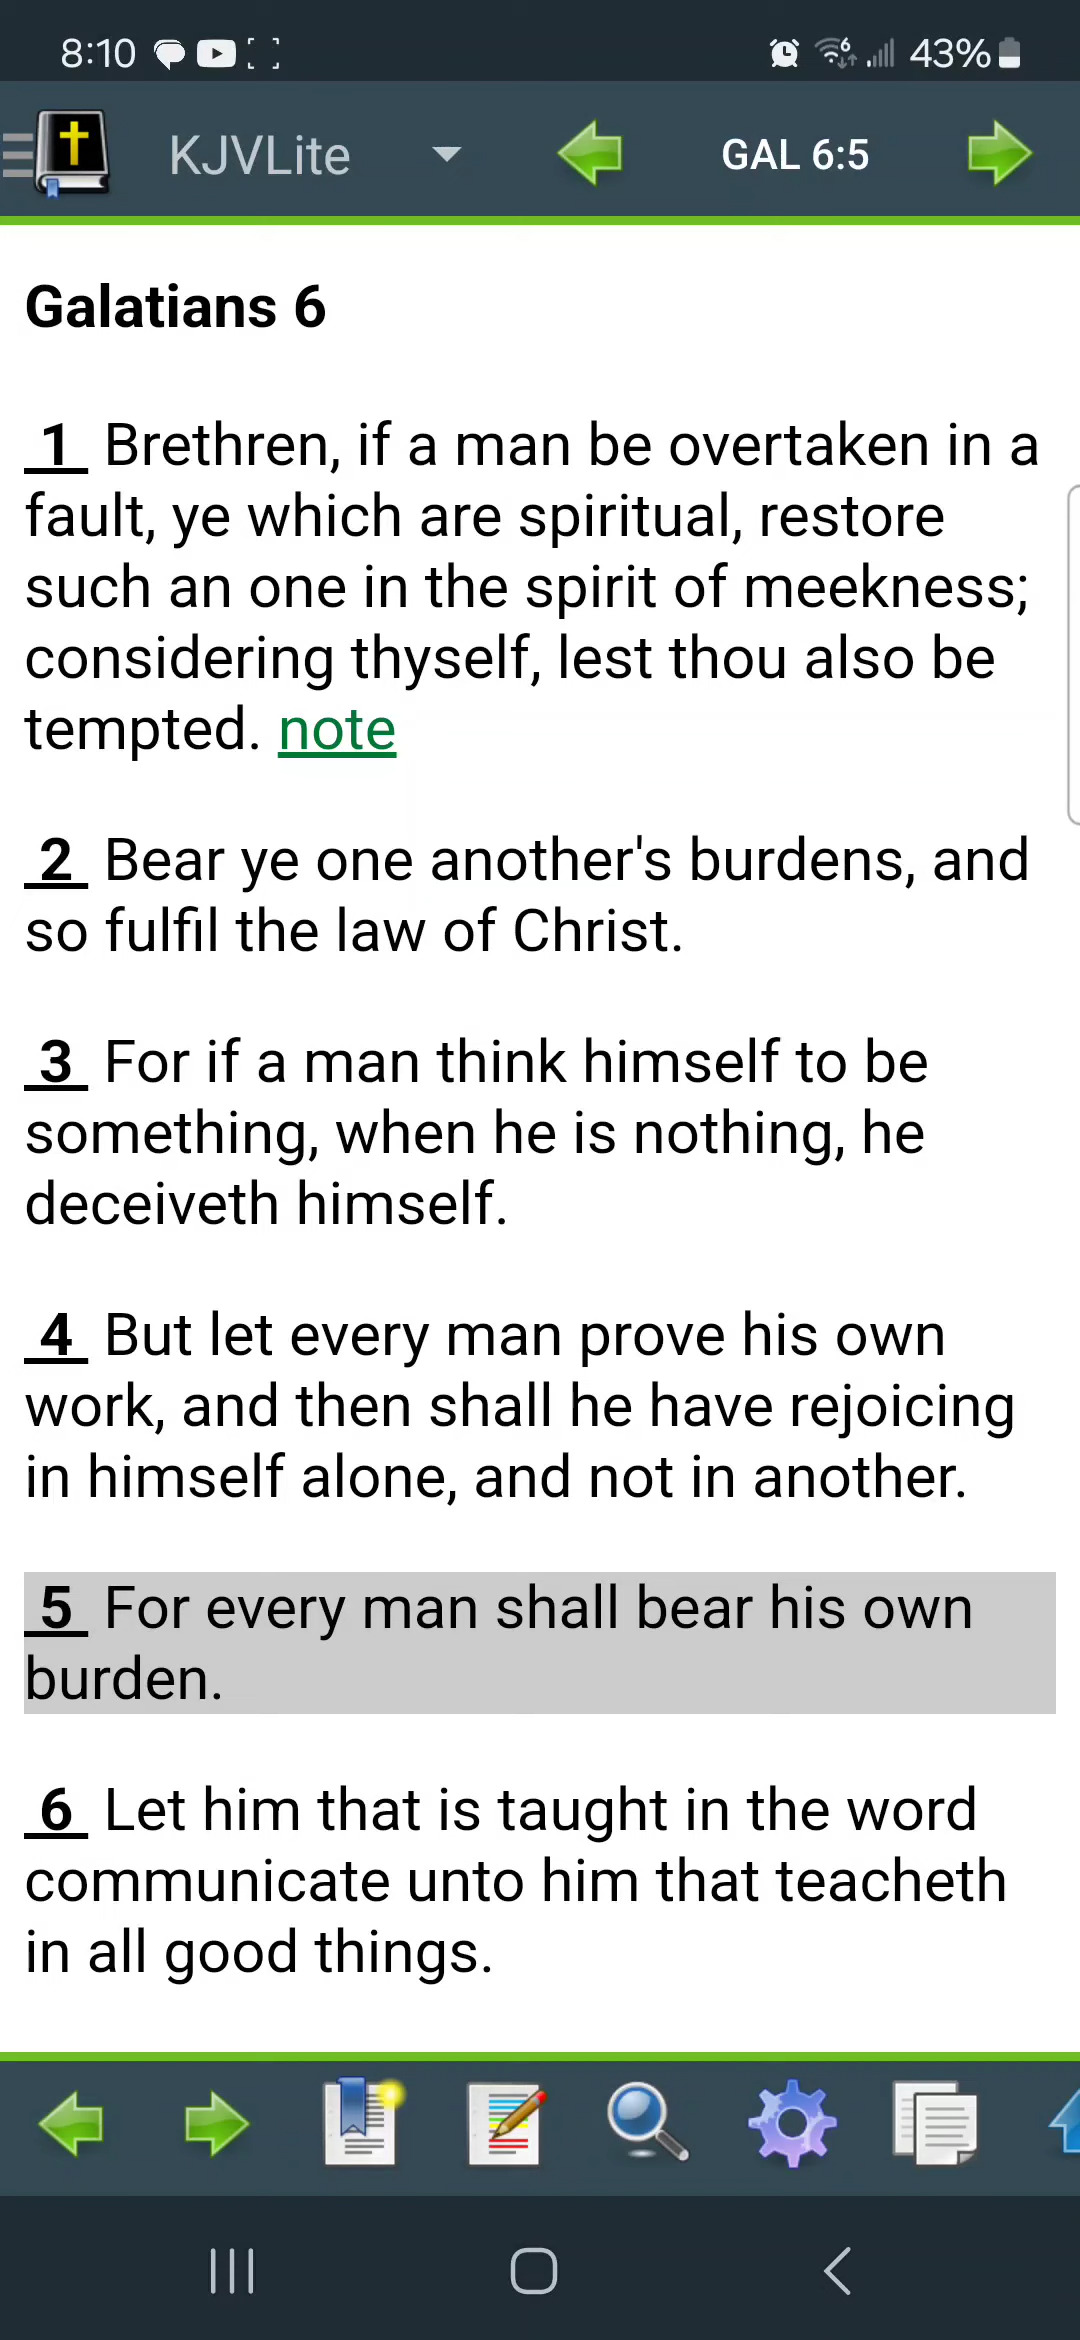 8:10 43%
KJVLite GAL 6:5
Galatians 6
1 Brethren, if a man be overtaken in a
fault, ye which are spiritual, restore
such an one in the spirit of meekness;
considering thyself, lest thou also be
tempted. note
2 Bear ye one another's burdens, and
so fulfil the law of Christ.
3 For if a man think himself to be
something, when he is nothing, he
deceiveth himself.
4 But let every man prove his own
work, and then shall he have rejoicing
in himself alone, and not in another.
5 For every man shall bear his own
burden.
6 Let him that is taught in the word
communicate unto him that teacheth
in all good things.